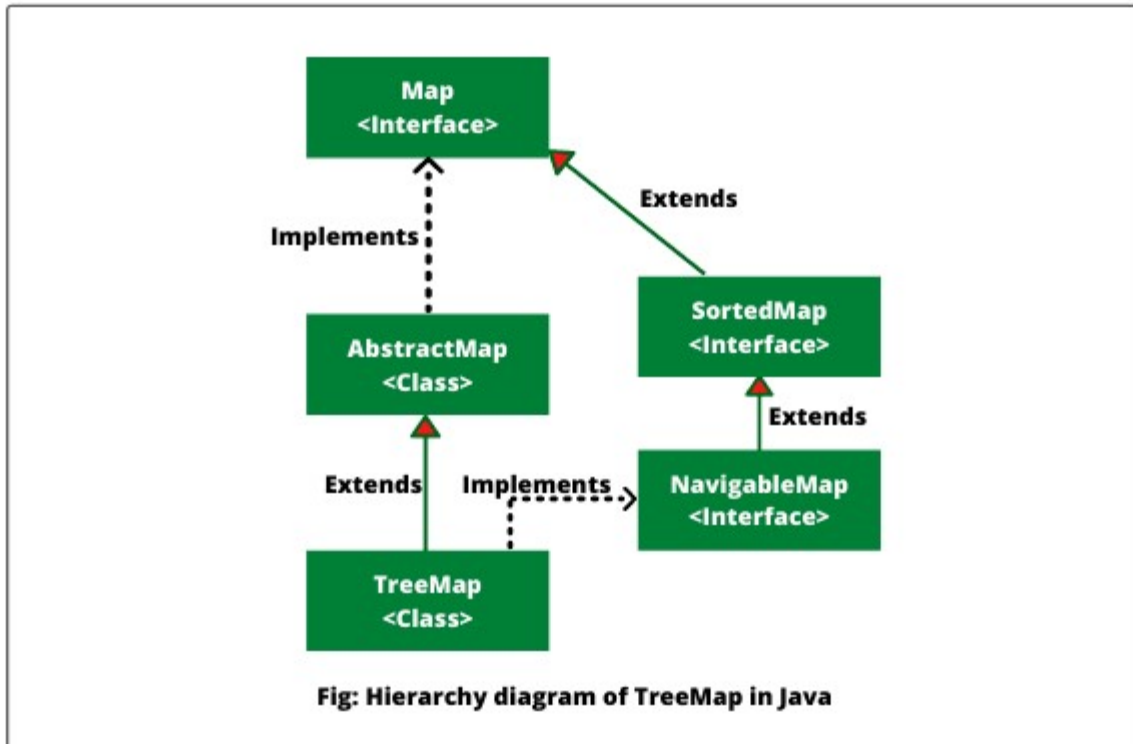 Map
<Interface>
Extends
Implements
SortedMap
<Interface>
AbstractMap
<Class>
Extends
Extends
Implements
NavigableMap
<Interface>
TreeMap
<Class>
Fig: Hierarchy diagram of TreeMap in Java